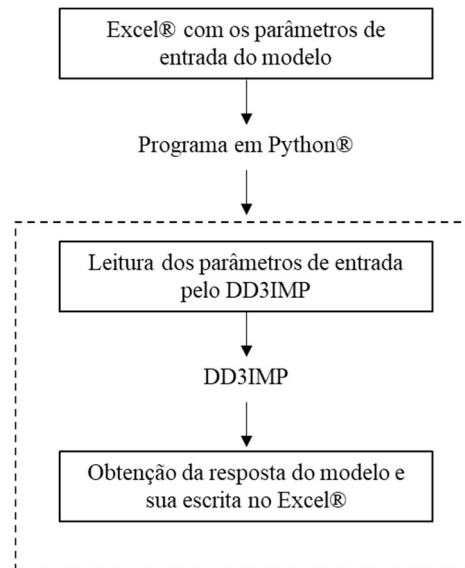 Excel® com os parâmetros de
entrada do modelo
Programa em Python®
Leitura dos parâmetros de entrada
pelo DD3IMP
DD3IMP
Obtenção da resposta do modelo e
sua escrita no Excel®